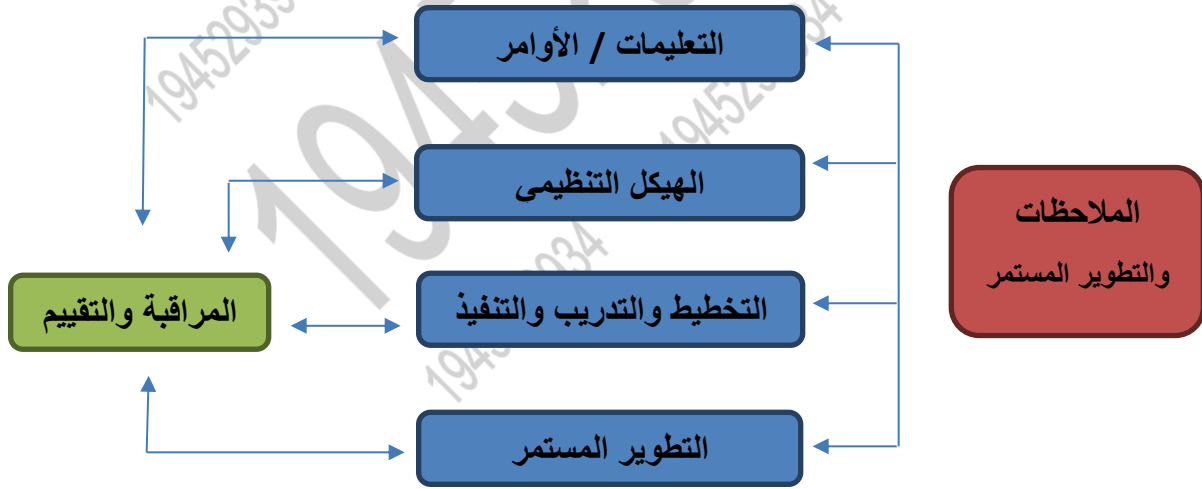 التعليمات / الأوامر
الهيكل التنظيمى
الملاحظات
والتطوير المستمر
التخطيط والتدريب والتنفيذ
المراقبة والتقييم
التطوير المستمر